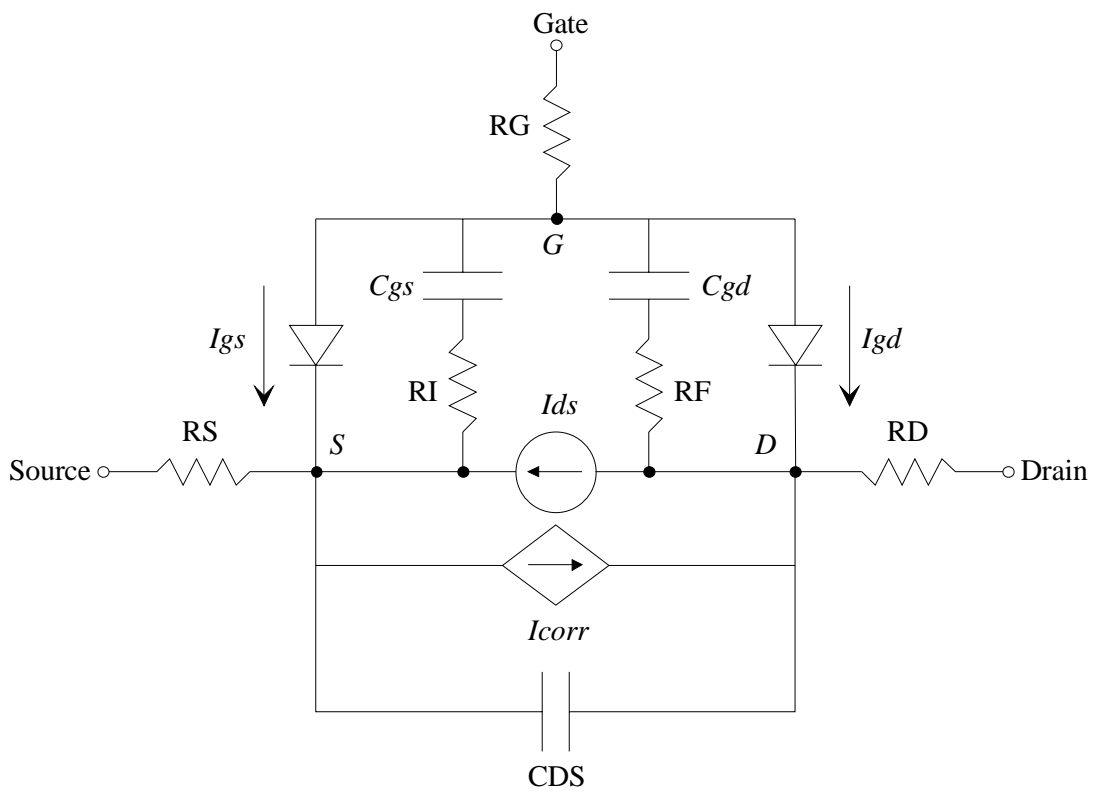 Gate
RG
G
Cgs
Cgd
Igs
Igd
RI
RF
Ids
RS
S
D
RD
Source
Drain
Icorr
CDS